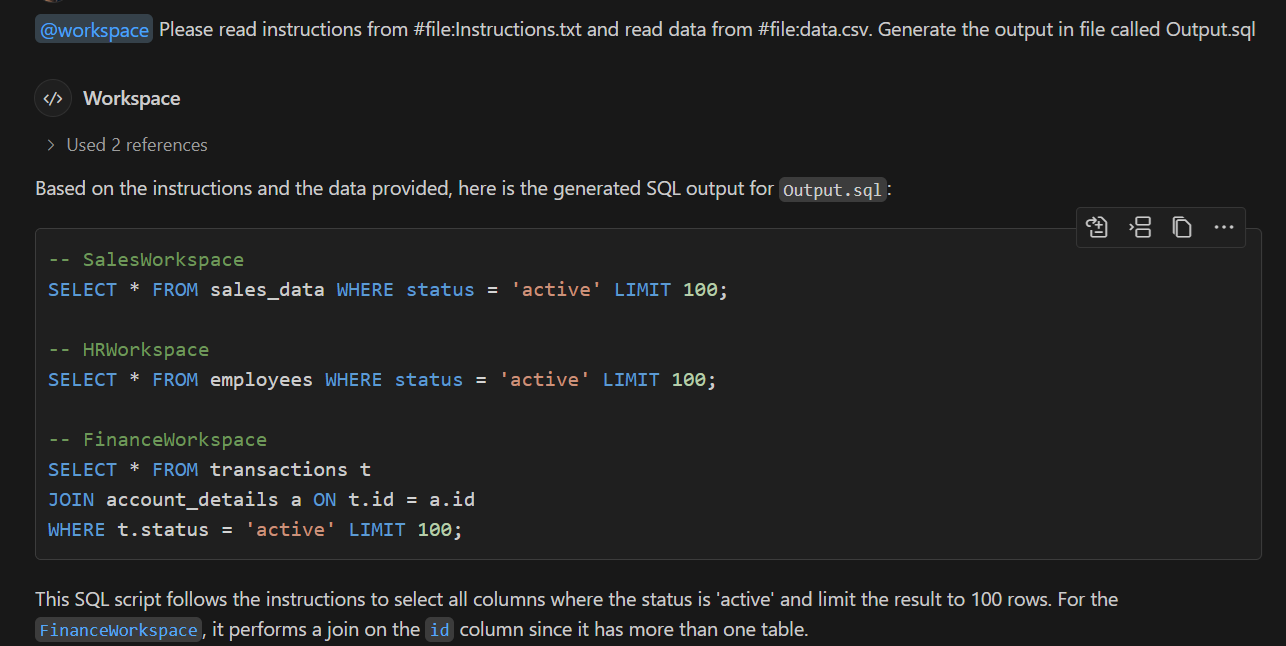 @workspace Please read instructions from #file:Instructions.txt and read data from #file:data.csv. Generate the output in file called Output.sql
</> Workspace
> Used 2 references
Based on the instructions and the data provided, here is the generated SQL output for Output.sql:
-- SalesWorkspace
SELECT * FROM sales_data WHERE status = 'active' LIMIT 100;
-- HRWorkspace
SELECT * FROM employees WHERE status = 'active' LIMIT 100;
-- FinanceWorkspace
SELECT * FROM transactions t
JOIN account_details a ON t.id = a.id
WHERE t.status = 'active' LIMIT 100;
This SQL script follows the instructions to select all columns where the status is 'active' and limit the result to 100 rows. For the
FinanceWorkspace, it performs a join on the id column since it has more than one table.